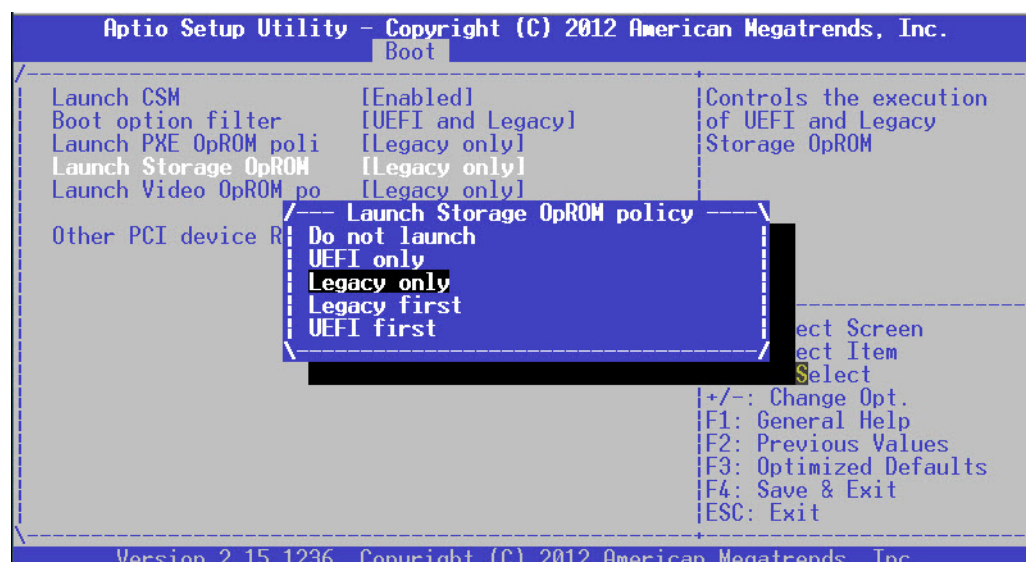 Aptio Setup Utility - Copyright (C) 2012 American Megatrends, Inc.
Boot
Launch CSM [Enabled]
Boot option filter [UEFI and Legacy]
Launch PXE OpROM poli [Legacy only]
Launch Storage OpROM [Legacy only]
Launch Video OpROM po [Legacy only]
Other PCI device R
Launch Storage OpROM policy
Do not launch
UEFI only
Legacy only
Legacy first
UEFI first
Controls the execution
of UEFI and Legacy
Storage OpROM
ect Screen
ect Item
Select
+/-: Change Opt.
F1: General Help
F2: Previous Values
F3: Optimized Defaults
F4: Save & Exit
ESC: Exit
Version 2.15.1236. Copyright (C) 2012 American Megatrends, Inc.